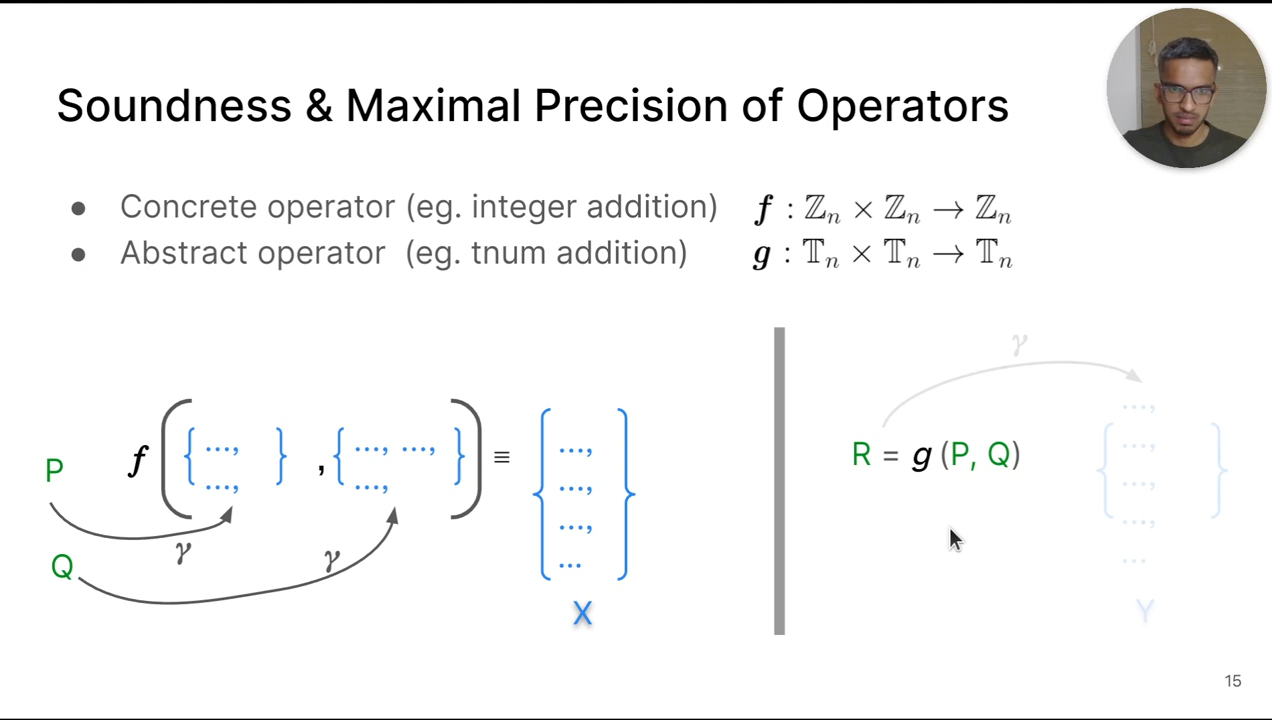 Soundness & Maximal Precision of Operators
● Concrete operator (eg. integer addition) f : ℤₙ × ℤₙ → ℤₙ
● Abstract operator (eg. tnum addition) g : 𝕋ₙ × 𝕋ₙ → 𝕋ₙ
P
Q
γ
γ
f ( { ..., ..., } , { ..., ..., ..., } ) ≡ { ..., ..., ..., ... }
X
γ
R = g (P, Q)
{ ..., ..., ..., ..., ... }
Y
15